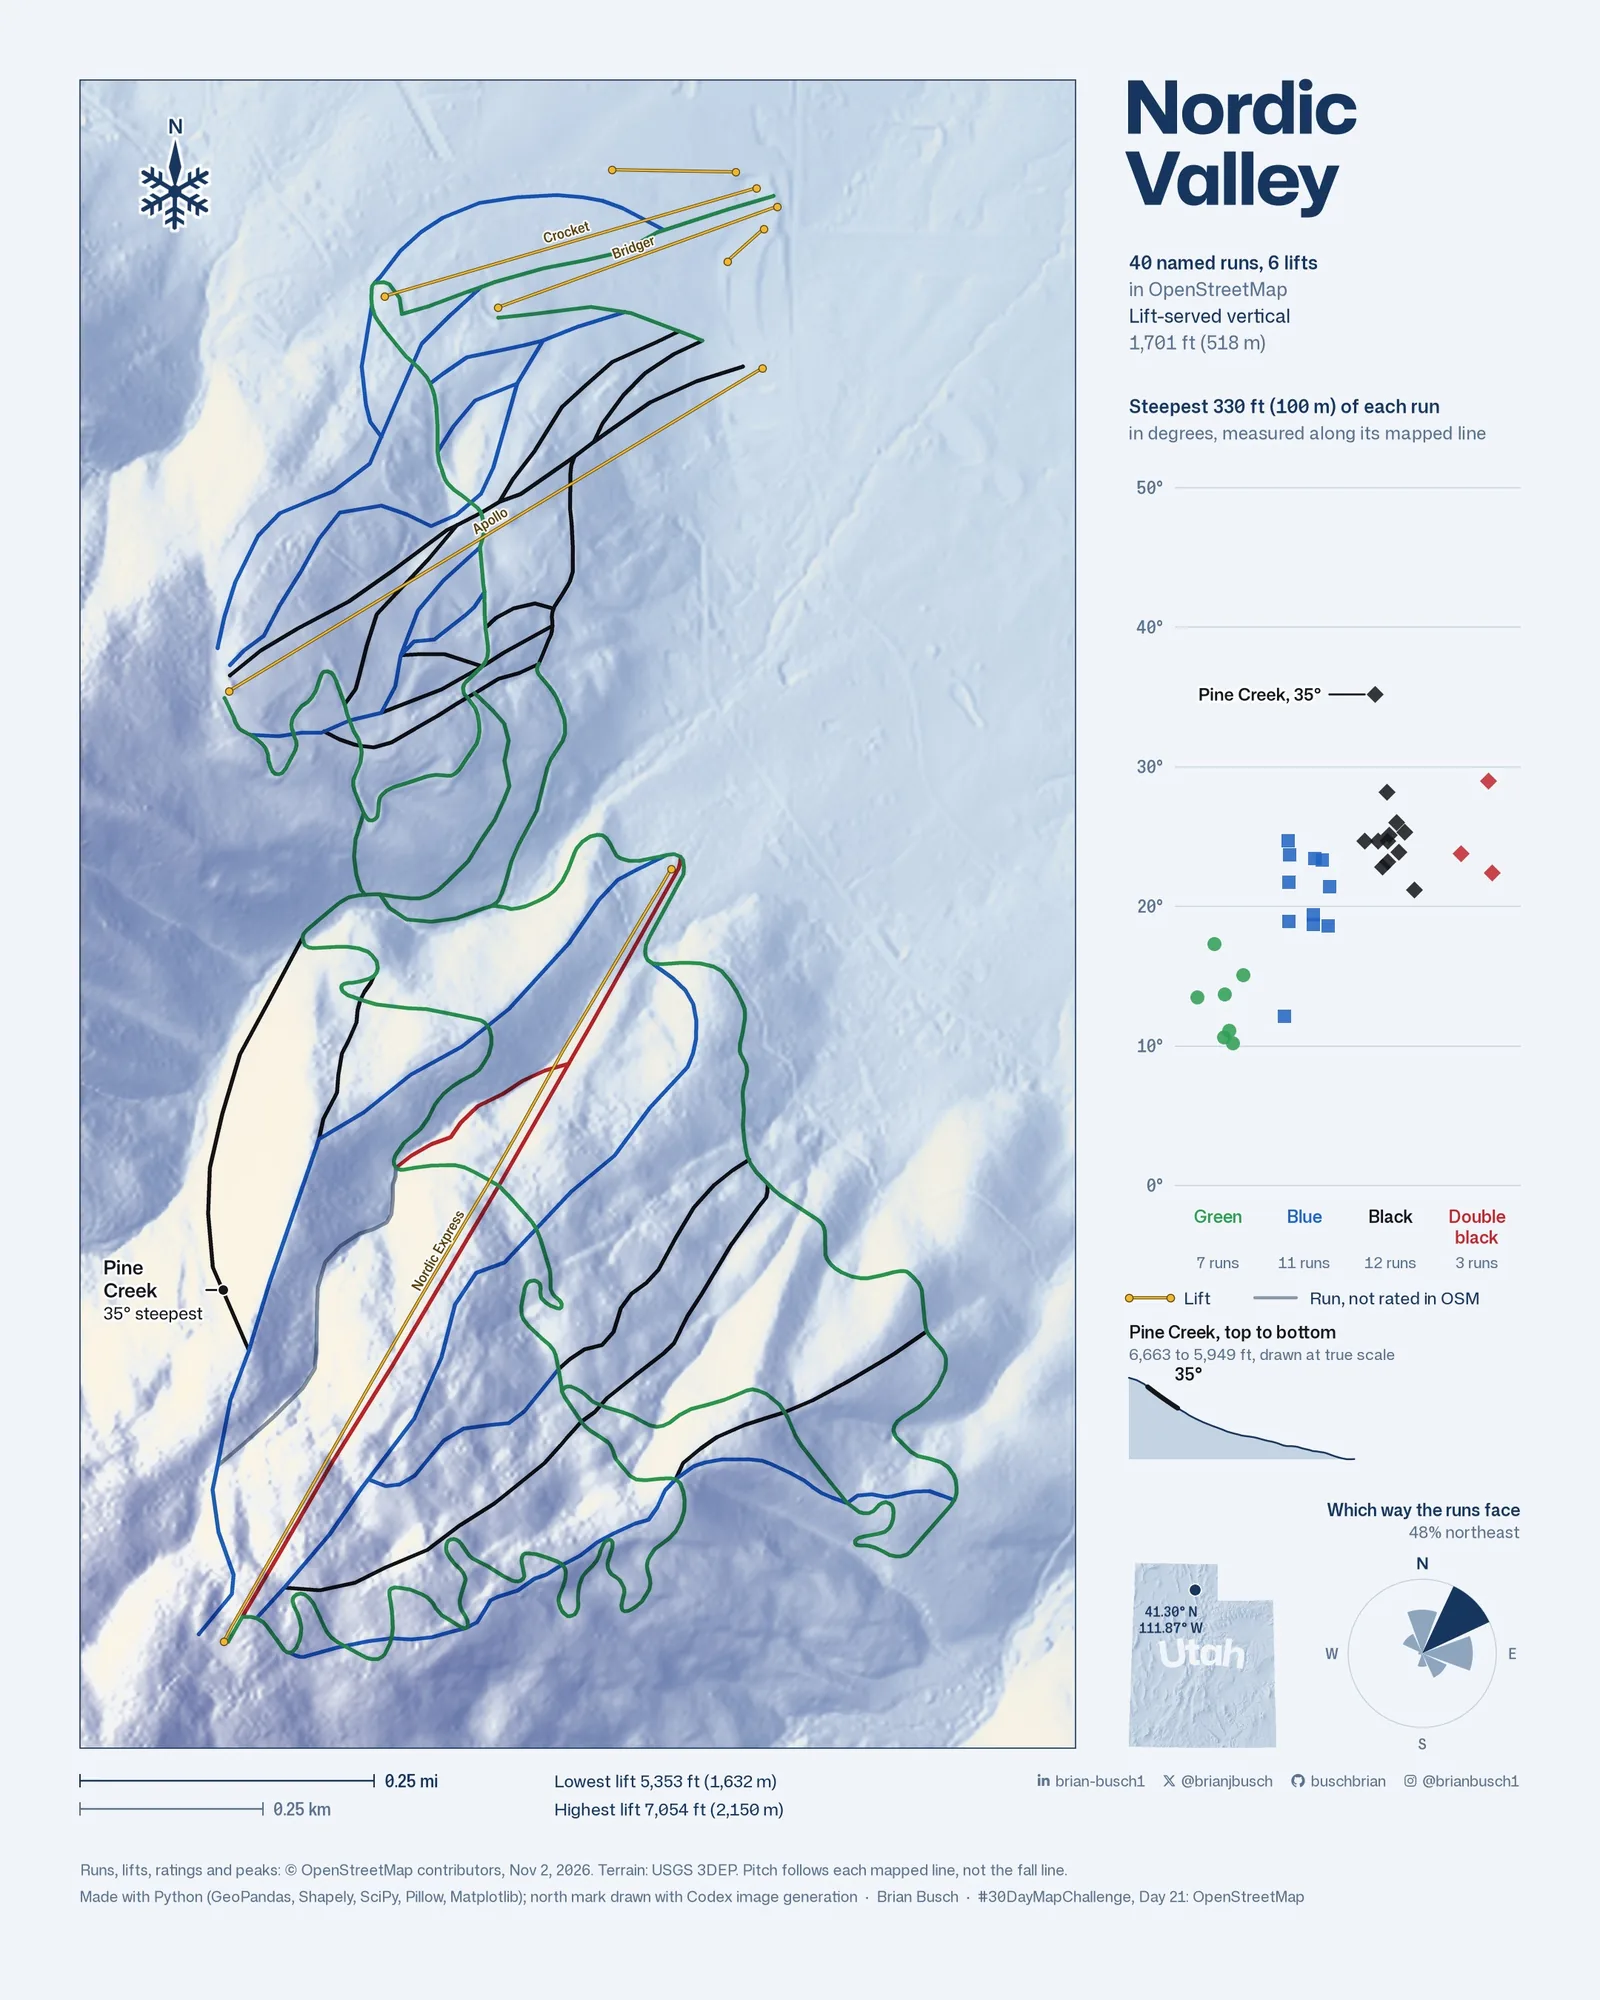 N
Crocket
Bridger
Apollo
Nordic Express
Pine
Creek
35° steepest
Nordic
Valley
40 named runs, 6 lifts
in OpenStreetMap
Lift-served vertical
1,701 ft (518 m)
Steepest 330 ft (100 m) of each run
in degrees, measured along its mapped line
50°
40°
Pine Creek, 35°
30°
20°
10°
0°
Green Blue Black Double
black
7 runs 11 runs 12 runs 3 runs
Lift Run, not rated in OSM
Pine Creek, top to bottom
6,663 to 5,949 ft, drawn at true scale
35°
Which way the runs face
48% northeast
N
W E
S
41.30° N
111.87° W
Utah
0.25 mi
0.25 km
Lowest lift 5,353 ft (1,632 m)
Highest lift 7,054 ft (2,150 m)
in brian-busch1 X @brianjbusch buschbrian @brianbusch1
Runs, lifts, ratings and peaks: © OpenStreetMap contributors, Nov 2, 2026. Terrain: USGS 3DEP. Pitch follows each mapped line, not the fall line.
Made with Python (GeoPandas, Shapely, SciPy, Pillow, Matplotlib); north mark drawn with Codex image generation · Brian Busch · #30DayMapChallenge, Day 21: OpenStreetMap